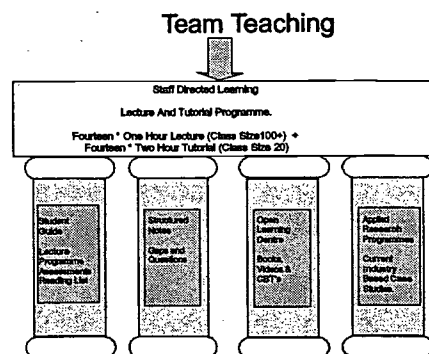 Team Teaching
Staff Directed Learning
Lecture And Tutorial Programme.
Fourteen * One Hour Lecture (Class Size100+) +
Fourteen * Two Hour Tutorial (Class Size 20)
Student
Guide
Lecture
Programme
Assessments
Reading List
Structured
Notes
Gaps and
Questions
Open
Learning
Centre
Books,
Videos &
CBT's
Applied
Research
Programmes
Current
Industry
Based Case
Studies